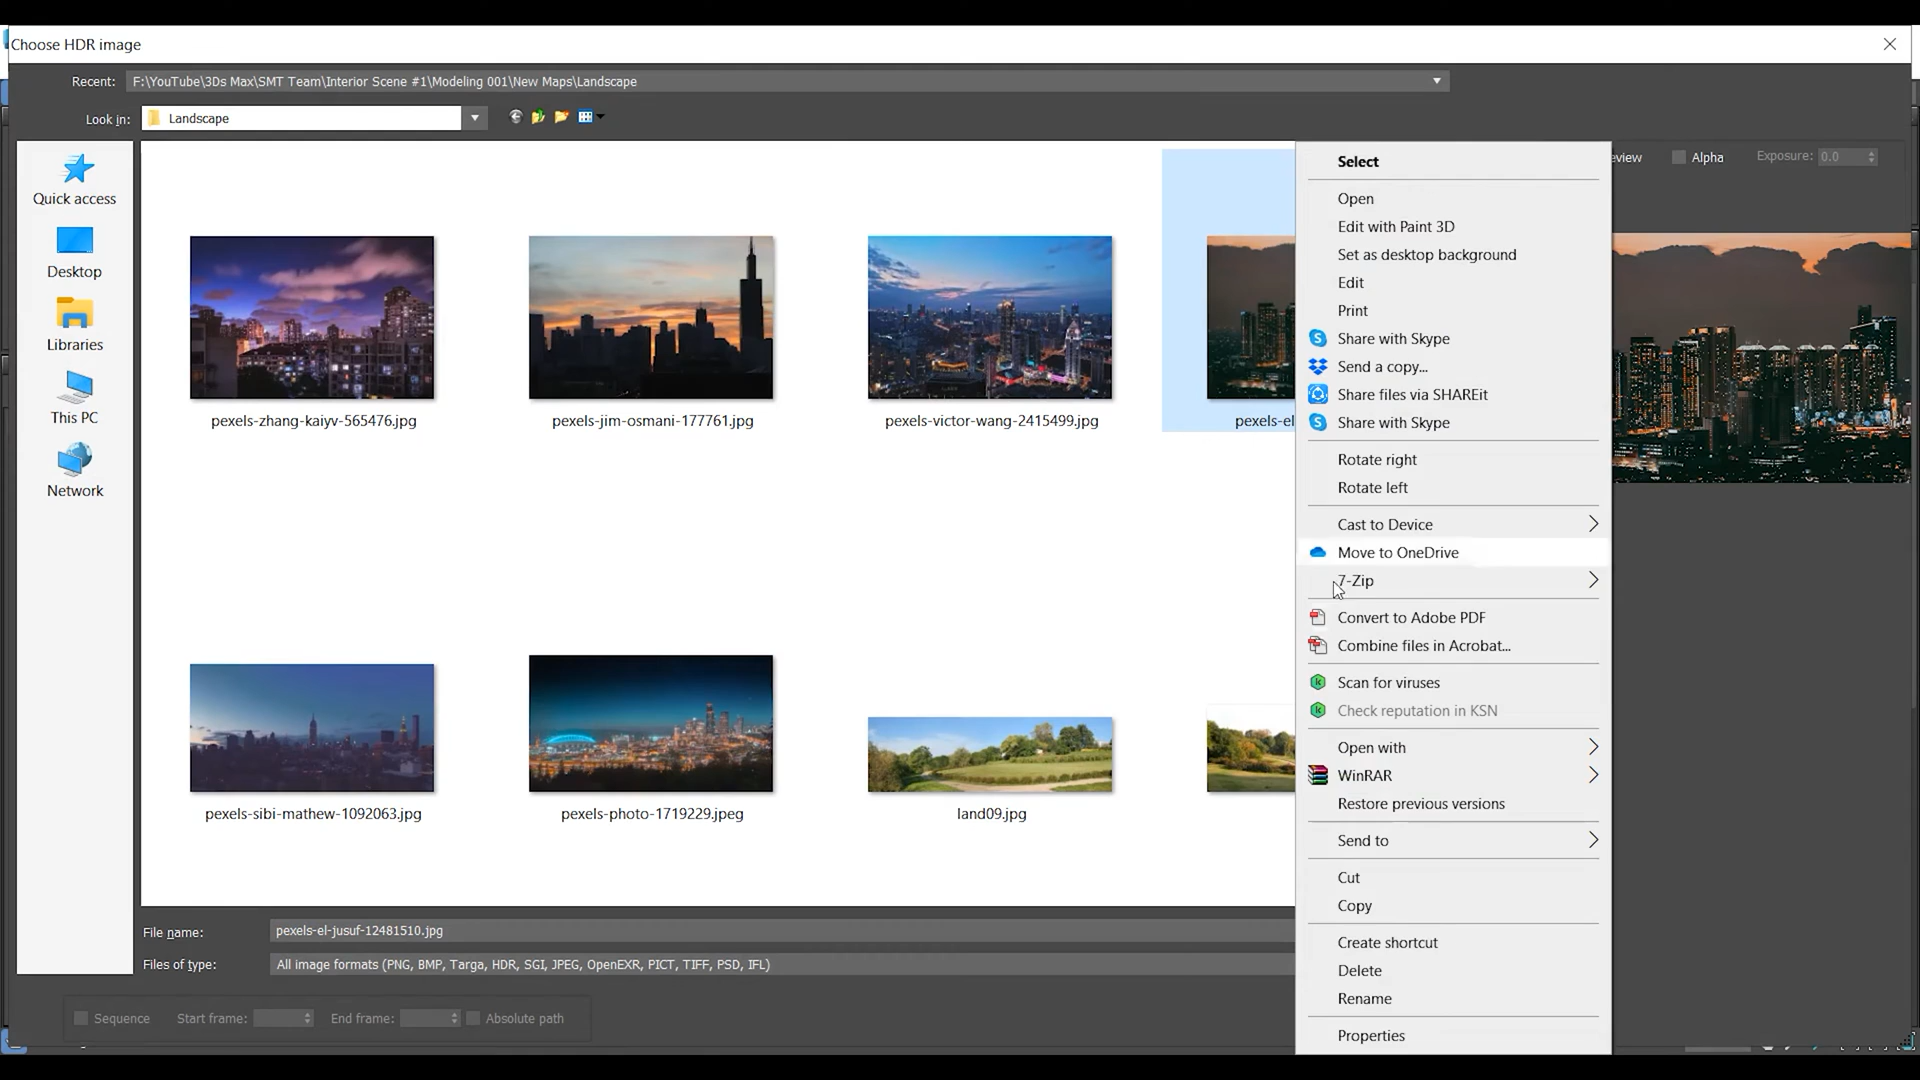 Choose HDR image
Recent: F:\YouTube\3Ds Max\SMT Team\Interior Scene #1\Modeling 001\New Maps\Landscape
Look in: Landscape
Quick access
Desktop
Libraries
This PC
Network
pexels-zhang-kaiyv-565476.jpg
pexels-jim-osmani-177761.jpg
pexels-victor-wang-2415499.jpg
pexels-el
pexels-sibi-mathew-1092063.jpg
pexels-photo-1719229.jpeg
land09.jpg
Select
Open
Edit with Paint 3D
Set as desktop background
Edit
Print
Share with Skype
Send a copy...
Share files via SHAREit
Share with Skype
Rotate right
Rotate left
Cast to Device
Move to OneDrive
7-Zip
Convert to Adobe PDF
Combine files in Acrobat...
Scan for viruses
Check reputation in KSN
Open with
WinRAR
Restore previous versions
Send to
Cut
Copy
Create shortcut
Delete
Rename
Properties
eview Alpha Exposure: 0.0
File name: pexels-el-jusuf-12481510.jpg
Files of type: All image formats (PNG, BMP, Targa, HDR, SGI, JPEG, OpenEXR, PICT, TIFF, PSD, IFL)
Sequence Start frame: End frame: Absolute path